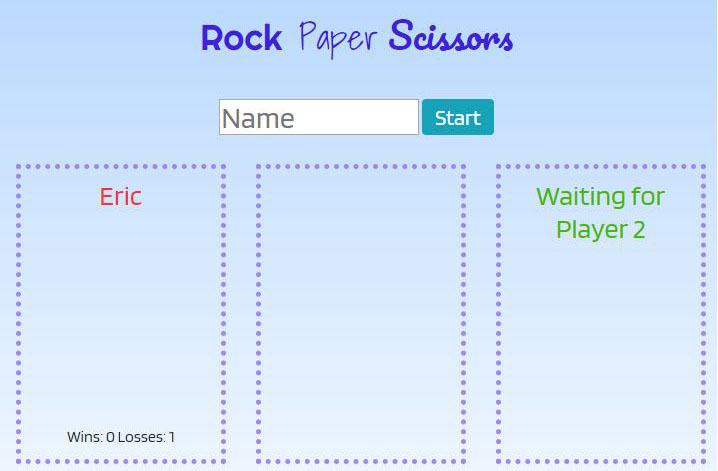 Rock Paper Scissors
Name Start
Eric
Waiting for
Player 2
Wins: 0 Losses: 1